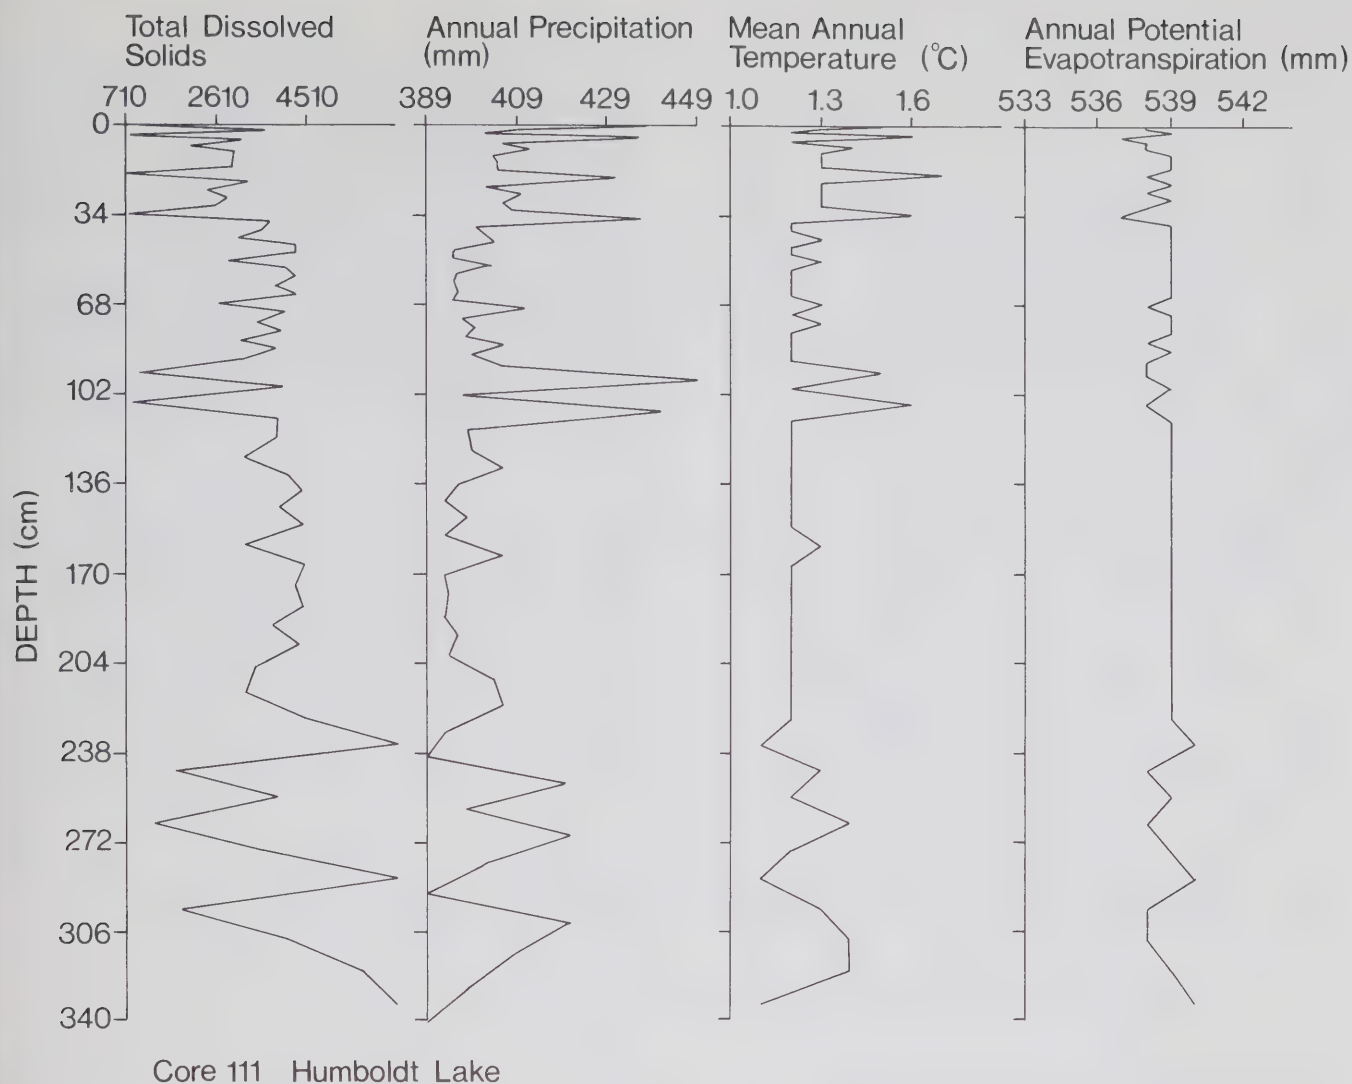 Total Dissolved
Solids
Annual Precipitation
(mm)
Mean Annual
Temperature (°C)
Annual Potential
Evapotranspiration (mm)
710 2610 4510
389 409 429 449
1.0 1.3 1.6
533 536 539 542
0
34
68
102
136
170
204
238
272
306
340
DEPTH (cm)
Core 111 Humboldt Lake